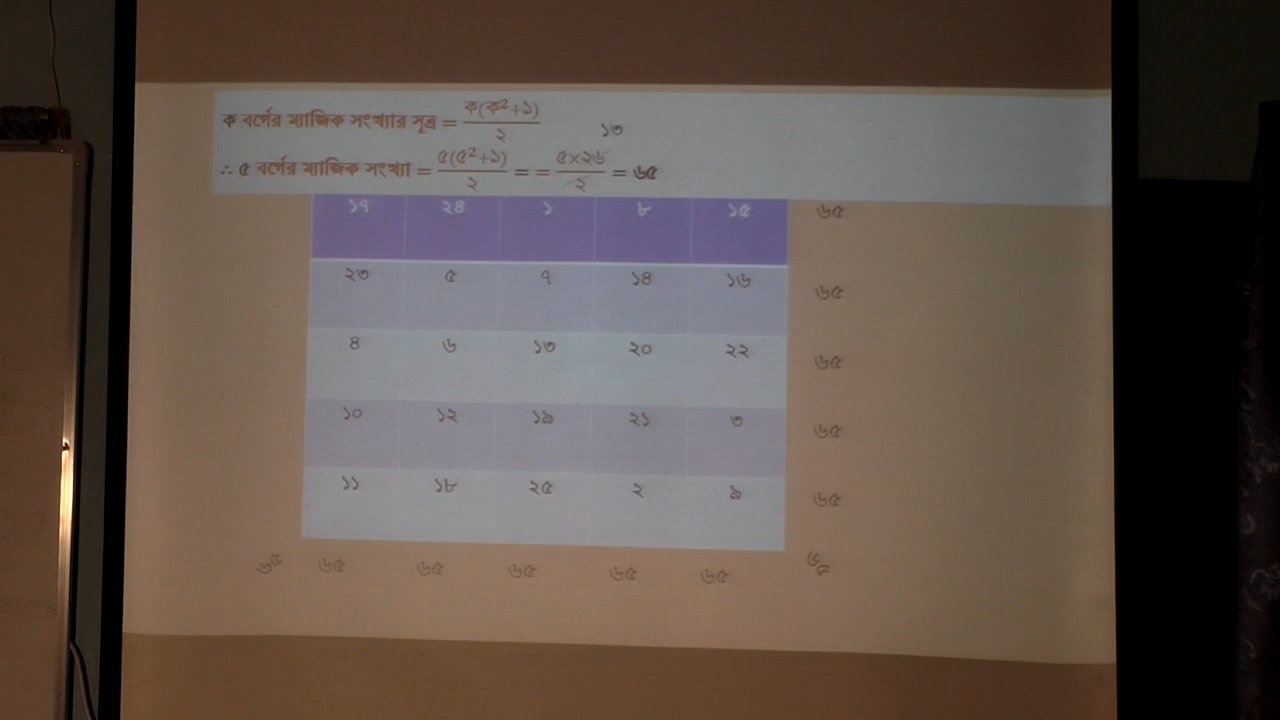 ক বর্গের ম্যাজিক সংখ্যার সূত্র = ক(ক²+১)/২
১৩
∴ ৫ বর্গের ম্যাজিক সংখ্যা = ৫(৫²+১)/২ = = ৫×২৬/২ = ৬৫
১৭ ২৪ ১ ৮ ১৫ ৬৫
২৩ ৫ ৭ ১৪ ১৬ ৬৫
৪ ৬ ১৩ ২০ ২২ ৬৫
১০ ১২ ১৯ ২১ ৩ ৬৫
১১ ১৮ ২৫ ২ ৯ ৬৫
৬৫ ৬৫ ৬৫ ৬৫ ৬৫ ৬৫ ৬৫